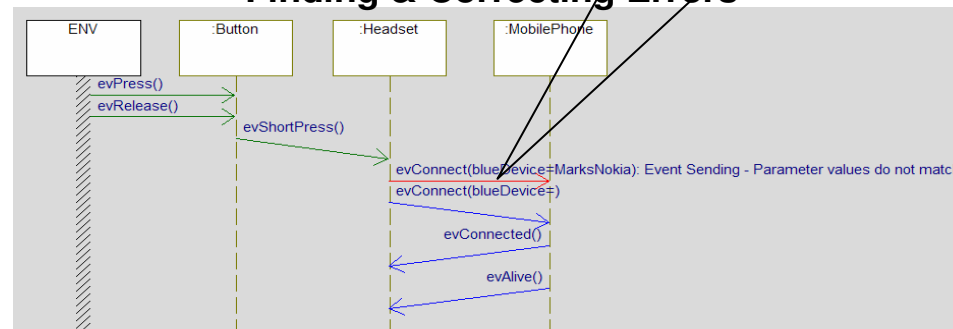 Finding & Correcting Errors
ENV
:Button
:Headset
:MobilePhone
evPress()
evRelease()
evShortPress()
evConnect(blueDevice=MarksNokia): Event Sending - Parameter values do not matc
evConnect(blueDevice=)
evConnected()
evAlive()